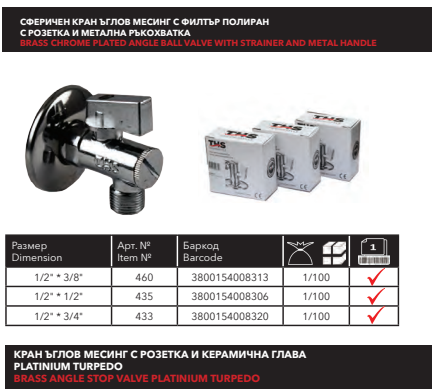 СФЕРИЧЕН КРАН ЪГЛОВ МЕСИНГ С ФИЛТЪР ПОЛИРАН
С РОЗЕТКА И МЕТАЛНА РЪКОХВАТКА
BRASS CHROME PLATED ANGLE BALL VALVE WITH STRAINER AND METAL HANDLE
THS
THS
THS
Размер Арт. № Баркод 1
Dimension Item № Barcode
1/2" * 3/8" 460 3800154008313 1/100
1/2" * 1/2" 435 3800154008306 1/100
1/2" * 3/4" 433 3800154008320 1/100
КРАН ЪГЛОВ МЕСИНГ С РОЗЕТКА И КЕРАМИЧНА ГЛАВА
PLATINIUM TURPEDO
BRASS ANGLE STOP VALVE PLATINIUM TURPEDO